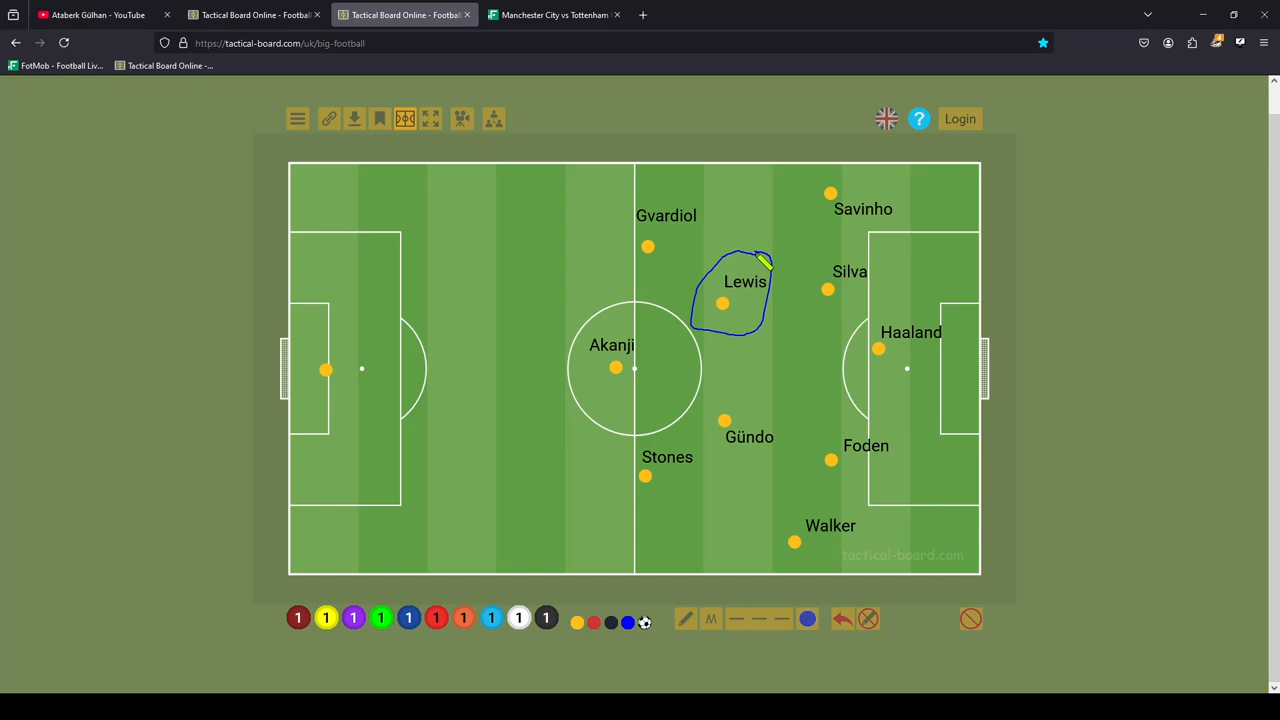 Ataberk Gülhan - YouTube
Tactical Board Online - Football
Tactical Board Online - Football
Manchester City vs Tottenham
https://tactical-board.com/uk/big-football
FotMob - Football Liv...
Tactical Board Online -...
4
? Login
Savinho
Gvardiol
Silva
Lewis
Haaland
Akanji
Gündo
Foden
Stones
Walker
tactical-board.com
1 1 1 1 1 1 1 1 1 1
M